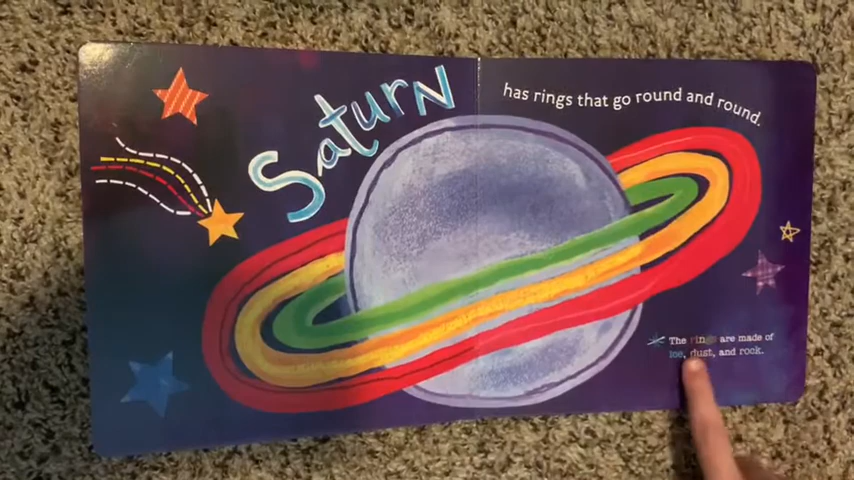 Saturn
has rings that go round and round.
The rings are made of
ice, dust, and rock.